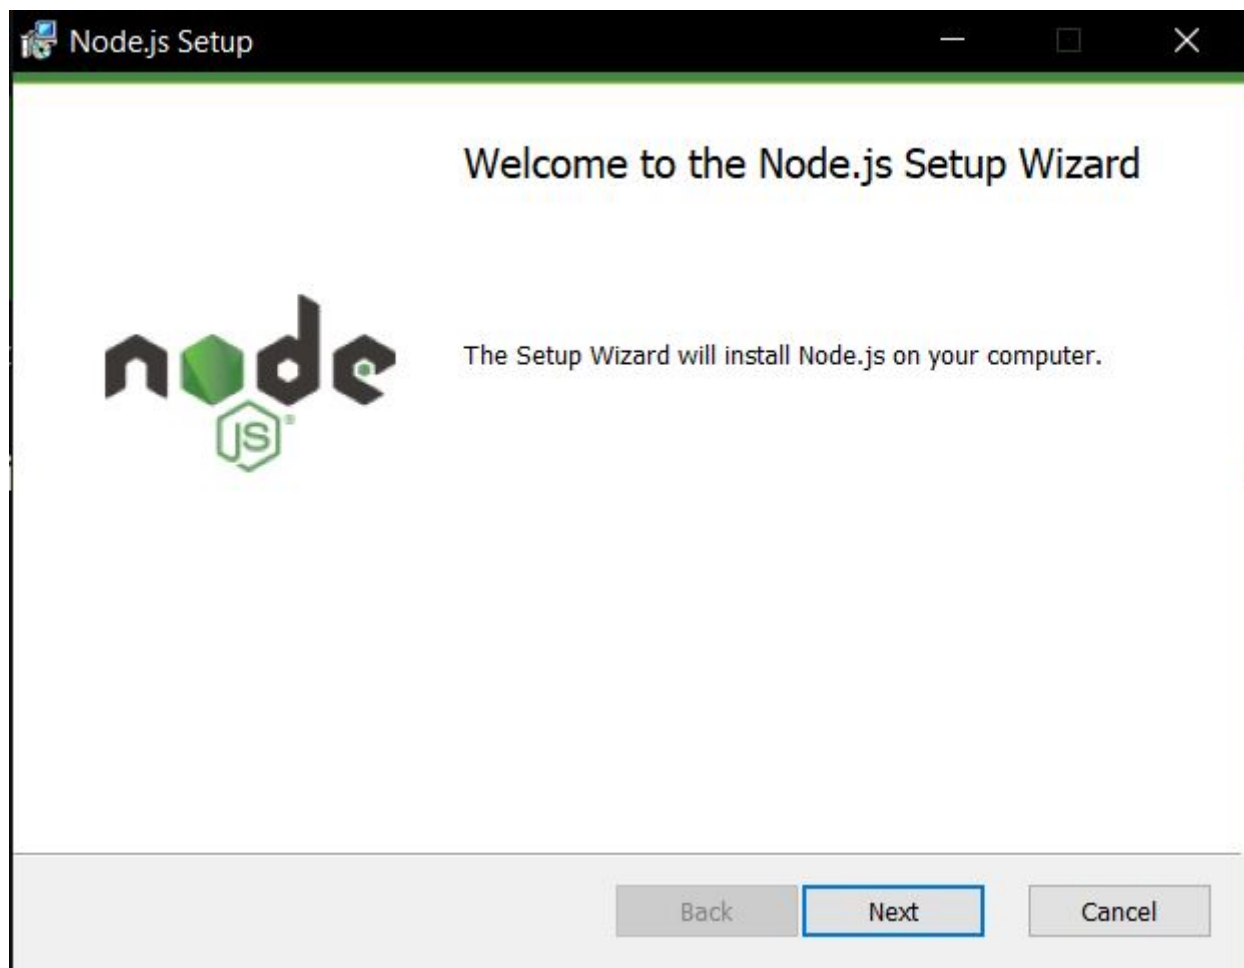 Node.js Setup
Welcome to the Node.js Setup Wizard
node
JS®
The Setup Wizard will install Node.js on your computer.
Back
Next
Cancel